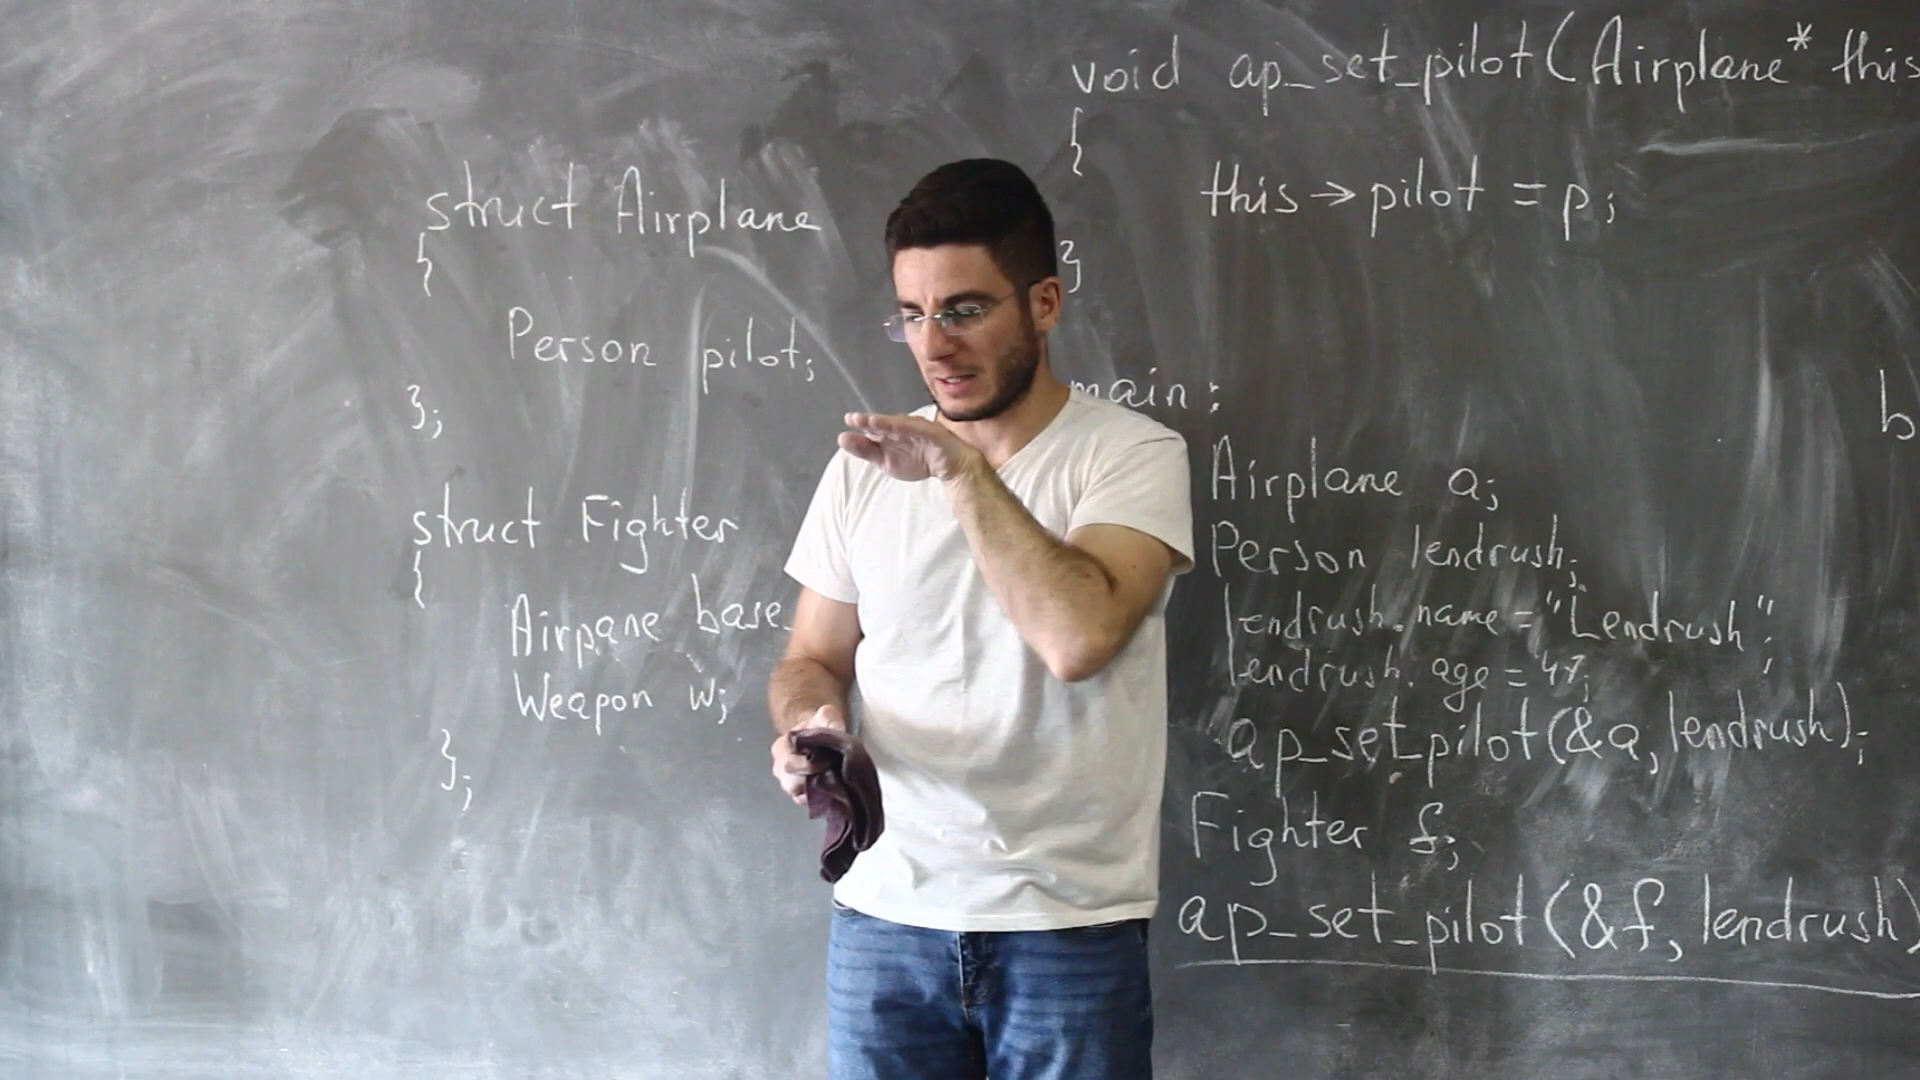 struct Airplane
{
Person pilot;
};
struct Fighter
{
Airpane base
Weapon w;
};
void ap_set_pilot(Airplane* this
{
this→pilot = p;
}
main:
Airplane a;
Person lendrush;
lendrush.name = "Lendrush";
lendrush.age = 47;
ap_set_pilot(&a, lendrush);
Fighter f;
ap_set_pilot(&f, lendrush)
b